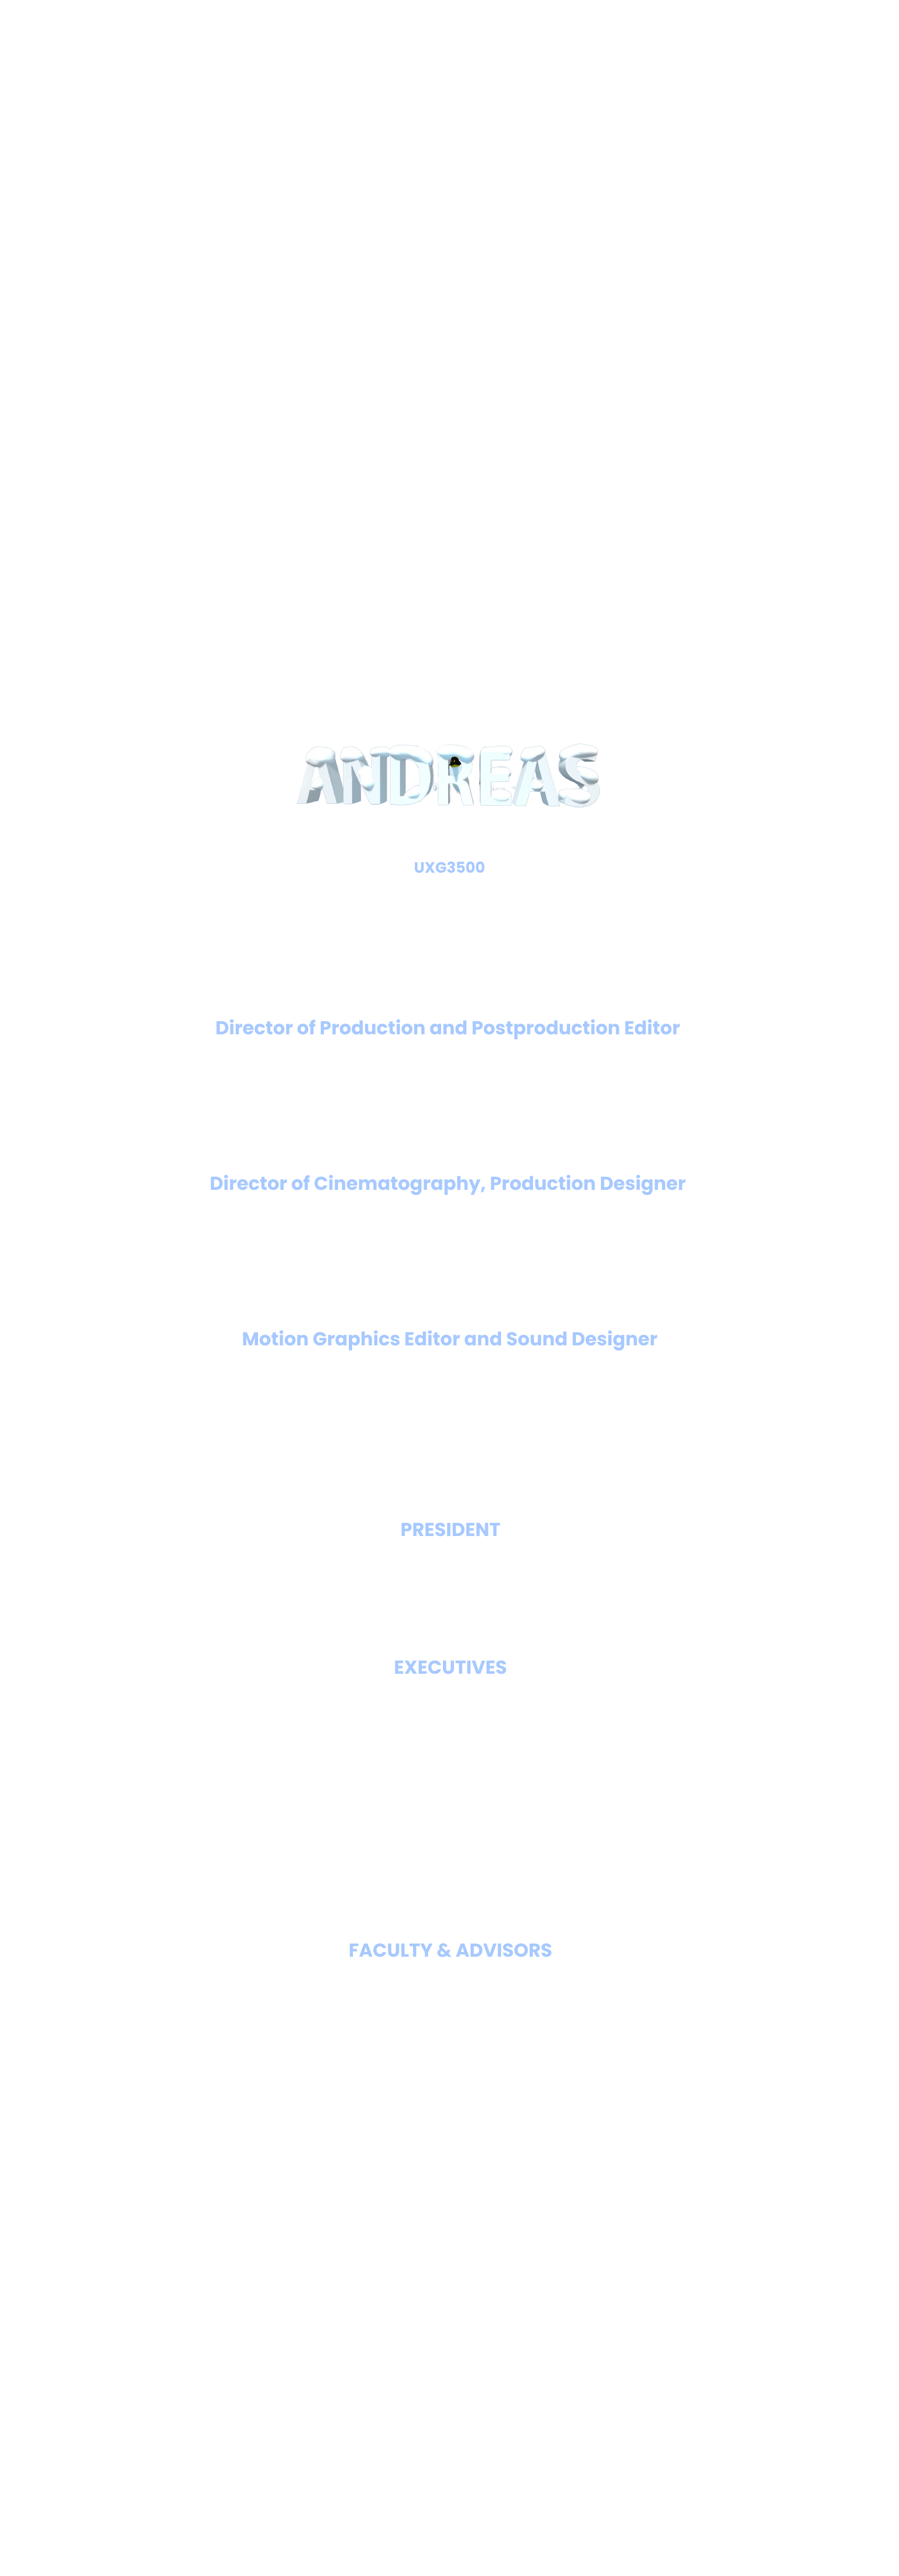 ANDREAS
UXG3500
Director of Production and Postproduction Editor
Director of Cinematography, Production Designer
Motion Graphics Editor and Sound Designer
PRESIDENT
EXECUTIVES
FACULTY & ADVISORS